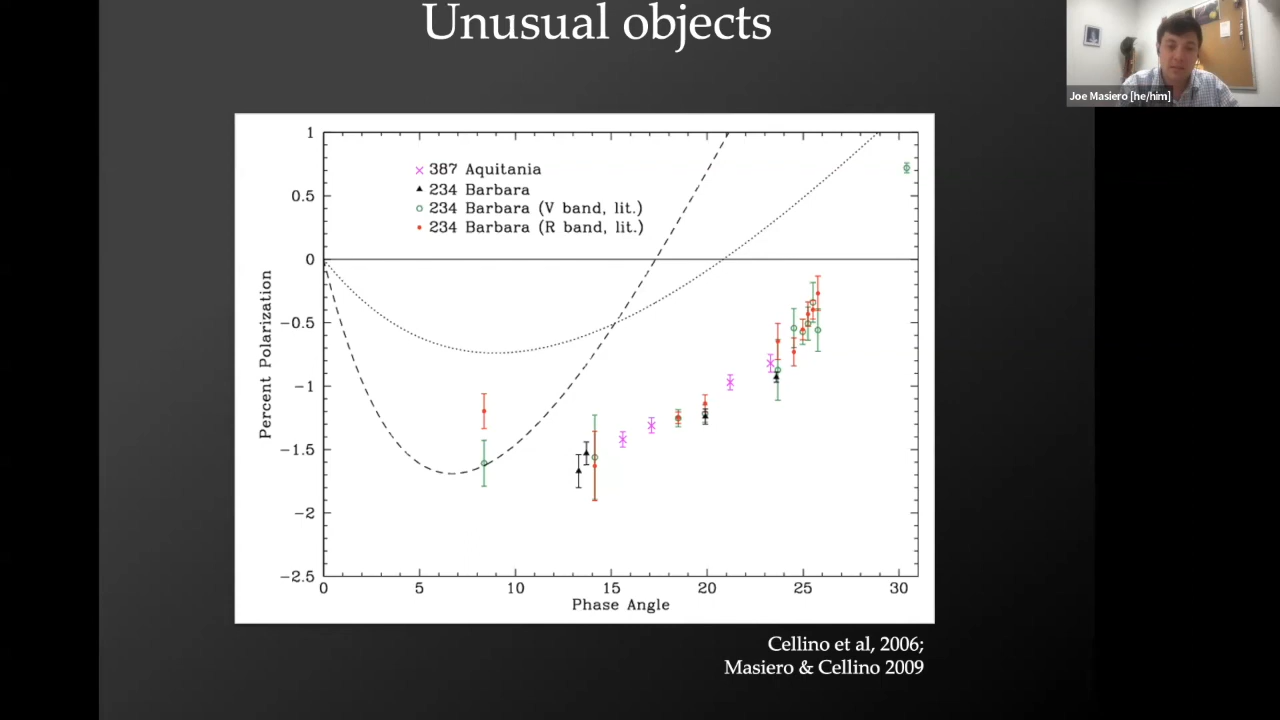 Unusual objects
Joe Masiero [he/him]
1
387 Aquitania
234 Barbara
0.5
234 Barbara (V band, lit.)
234 Barbara (R band, lit.)
0
Percent Polarization
−0.5
−1
−1.5
−2
−2.5
0 5 10 15 20 25 30
Phase Angle
Cellino et al, 2006;
Masiero & Cellino 2009